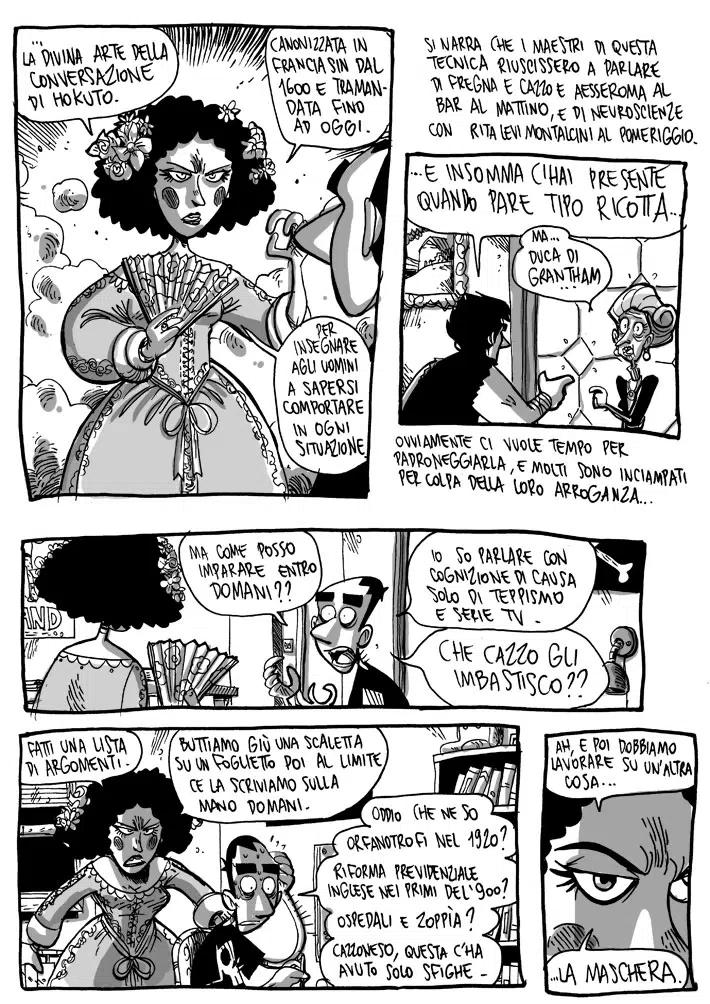 ...LA DIVINA ARTE DELLA
CONVERSAZIONE
DI HOKUTO.
CANONIZZATA IN
FRANCIA SIN DAL
1600 E TRAMAN-
DATA FINO
AD OGGI.
PER
INSEGNARE
AGLI UOMINI
A SAPERSI
COMPORTARE
IN OGNI
SITUAZIONE
SI NARRA CHE I MAESTRI DI QUESTA
TECNICA RIUSCISSERO A PARLARE
DI FREGNA E CAZZO E AESSEROMA AL
BAR AL MATTINO, E DI NEUROSCIENZE
CON RITA LEVI MONTALCINI AL POMERIGGIO.
...E INSOMMA C'HAI PRESENTE
QUANDO PARE TIPO RICOTTA...
MA...
DUCA DI
GRANTHAM...
OVVIAMENTE CI VUOLE TEMPO PER
PADRONEGGIARLA, E MOLTI SONO INCIAMPATI
PER COLPA DELLA LORO ARROGANZA...
MA COME POSSO
IMPARARE ENTRO
DOMANI??
IO SO PARLARE CON
COGNIZIONE DI CAUSA
SOLO DI TEPPISMO
E SERIE TV.
CHE CAZZO GLI
IMBASTISCO??
AND
FATTI UNA LISTA
DI ARGOMENTI.
BUTTIAMO GIÙ UNA SCALETTA
SU UN FOGLIETTO POI AL LIMITE
CE LA SCRIVIAMO SULLA
MANO DOMANI.
ODDIO CHE NE SO
ORFANOTROFI NEL 1920?
RIFORMA PREVIDENZIALE
INGLESE NEI PRIMI DEL '900?
OSPEDALI E ZOPPÌA?
CAZZONESO, QUESTA C'HA
AVUTO SOLO SFIGHE -
AH, E POI DOBBIAMO
LAVORARE SU UN'ALTRA
COSA...
...LA MASCHERA.